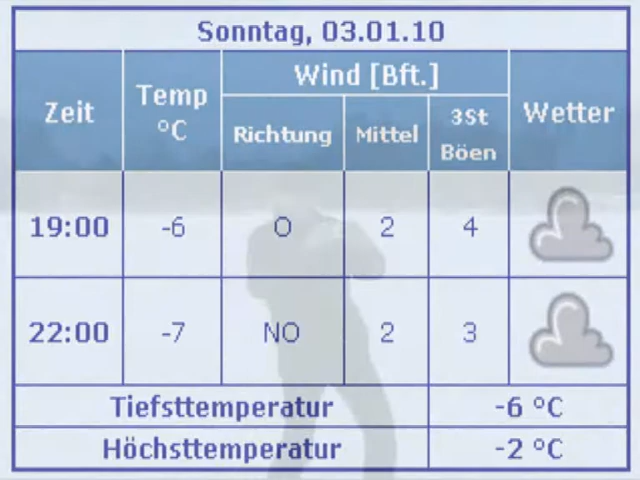 Sonntag, 03.01.10
Zeit Temp °C Wind [Bft.] Wetter
Richtung Mittel 3St Böen
19:00 -6 O 2 4
22:00 -7 NO 2 3
Tiefsttemperatur -6 °C
Höchsttemperatur -2 °C